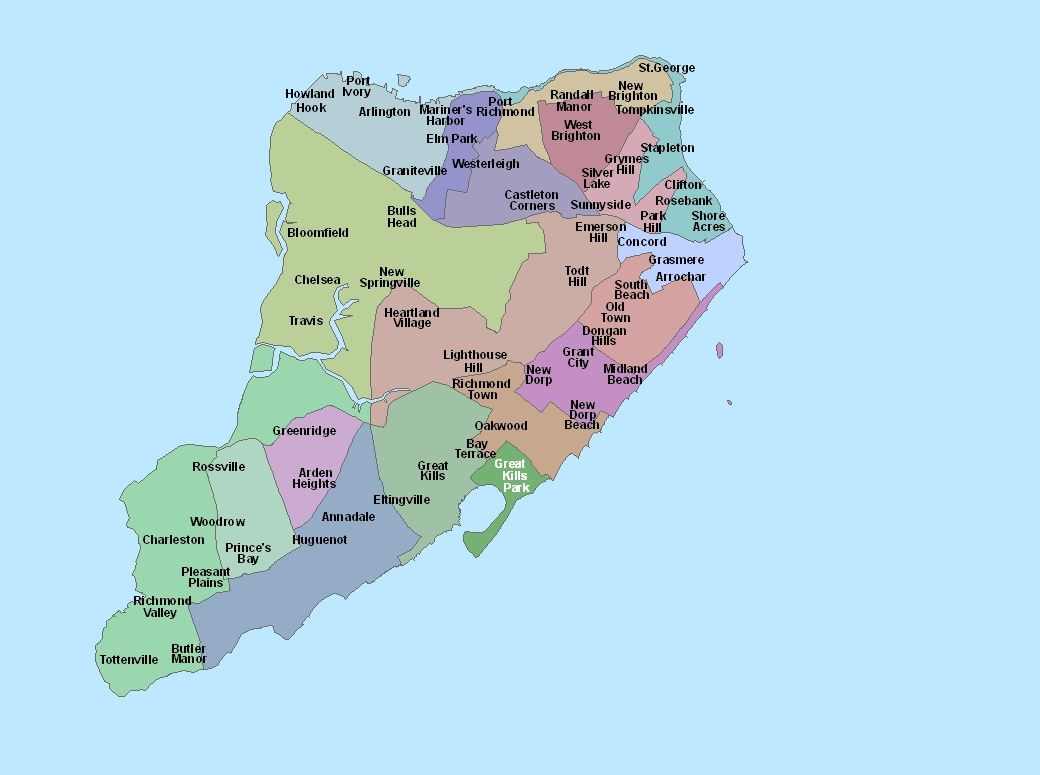 St.George
Port
Ivory
Howland
Hook
Arlington
Mariner's
Harbor
Port
Richmond
Randall
Manor
New
Brighton
Tompkinsville
Elm Park
West
Brighton
Stapleton
Westerleigh
Graniteville
Grymes
Hill
Silver
Lake
Clifton
Castleton
Corners
Sunnyside
Rosebank
Bulls
Head
Park
Hill
Shore
Acres
Bloomfield
Emerson
Hill
Concord
Grasmere
Arrochar
Chelsea
New
Springville
Todt
Hill
South
Beach
Travis
Heartland
Village
Old
Town
Dongan
Hills
Lighthouse
Hill
Grant
City
New
Dorp
Midland
Beach
Richmond
Town
New
Dorp
Beach
Greenridge
Oakwood
Bay
Terrace
Rossville
Arden
Heights
Great
Kills
Great
Kills
Park
Eltingville
Woodrow
Annadale
Charleston
Huguenot
Prince's
Bay
Pleasant
Plains
Richmond
Valley
Butler
Manor
Tottenville